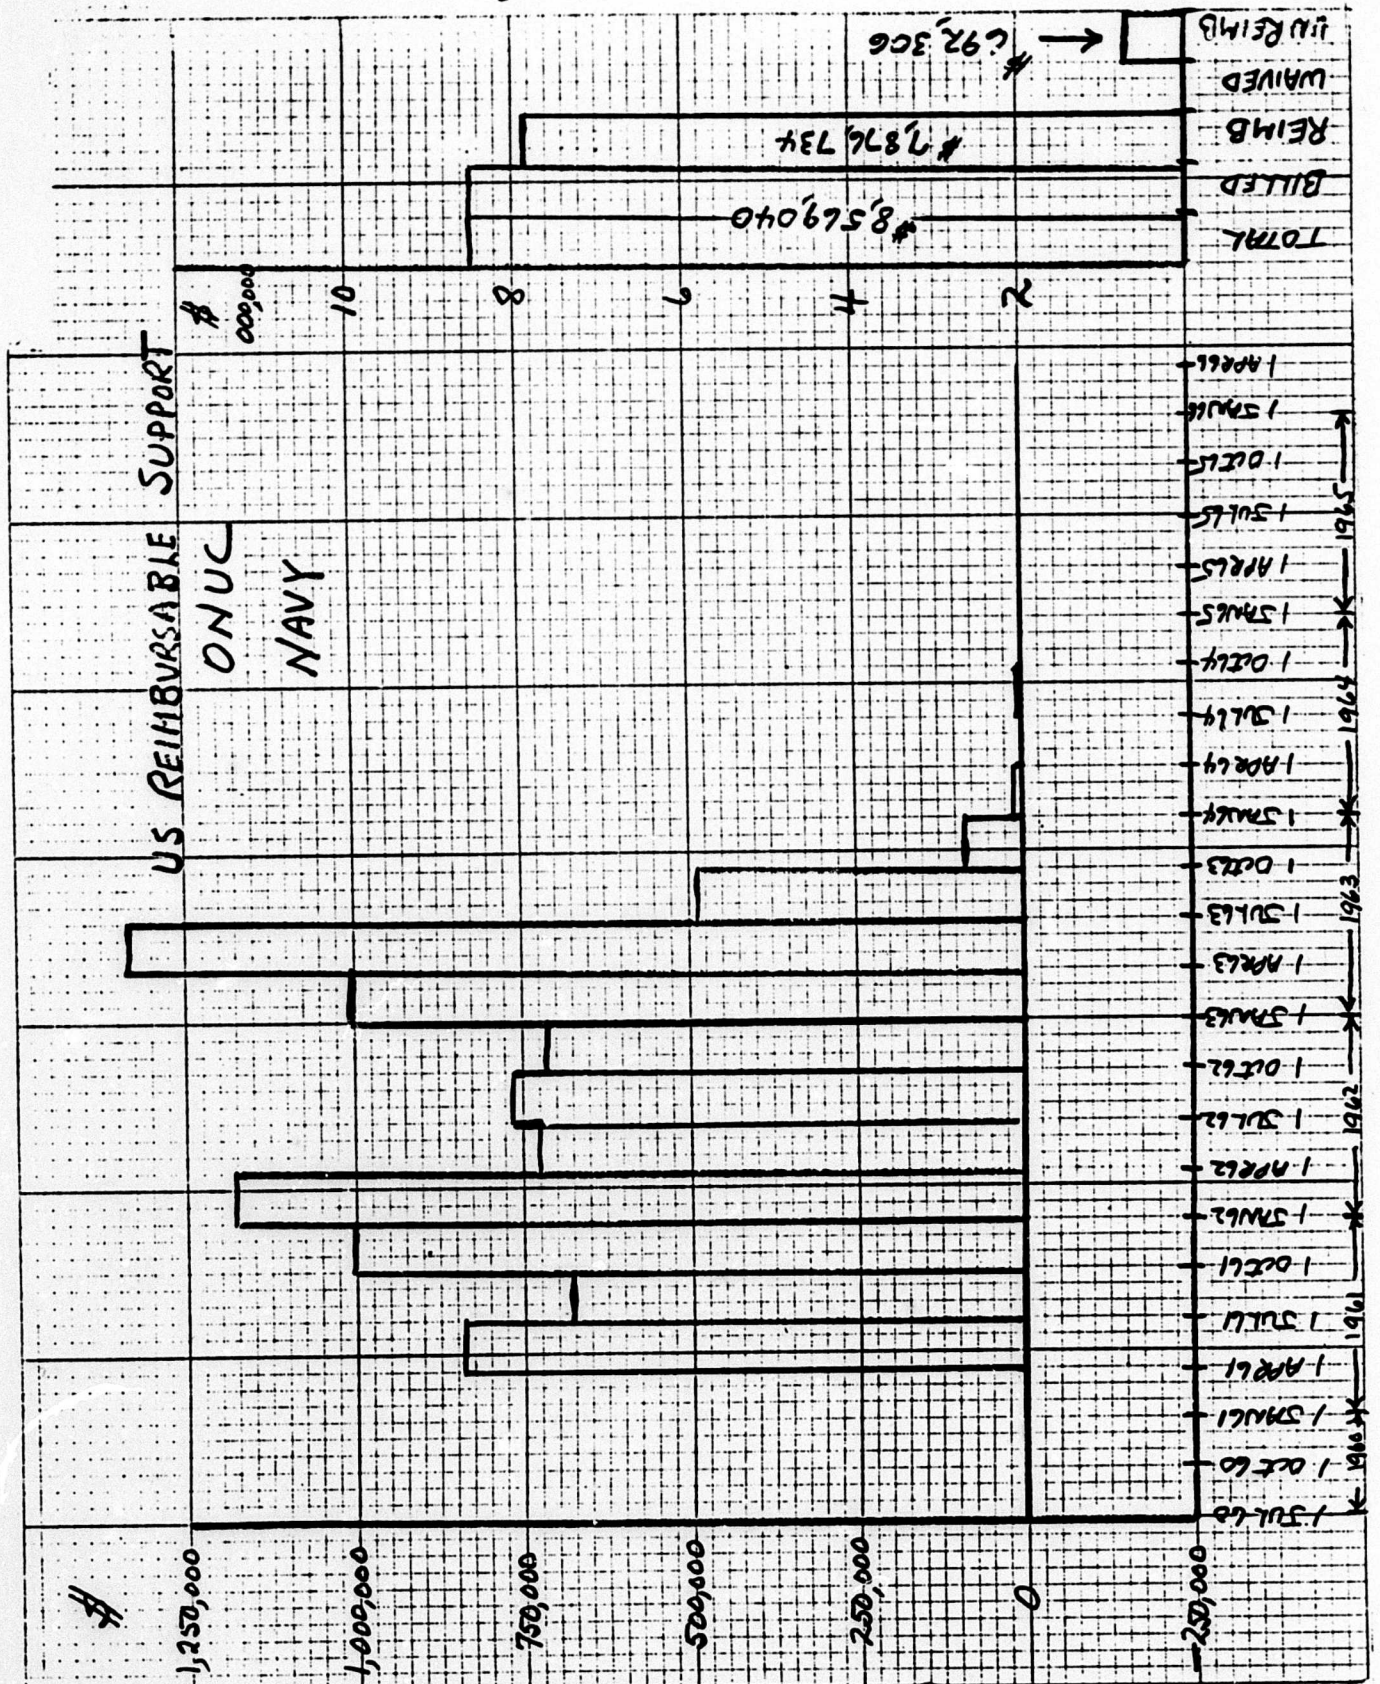 US REIMBURSABLE SUPPORT
ONUC
NAVY
$
1,250,000
1,000,000
750,000
500,000
250,000
0
-250,000
1 JUL 60
1 OCT 60
1 JAN 61
1 APR 61
1 JUL 61
1 OCT 61
1 JAN 62
1 APR 62
1 JUL 62
1 OCT 62
1 JAN 63
1 APR 63
1 JUL 63
1 OCT 63
1 JAN 64
1 APR 64
1 JUL 64
1 OCT 64
1 JAN 65
1 APR 65
1 JUL 65
1 OCT 65
1 JAN 66
1 APR 66
1960
1961
1962
1963
1964
1965
$
000,000
10
8
6
4
2
$8,569,040
$7,876,734
$692,306
TOTAL
BILLED
REIMB
WAIVED
UNREIMB